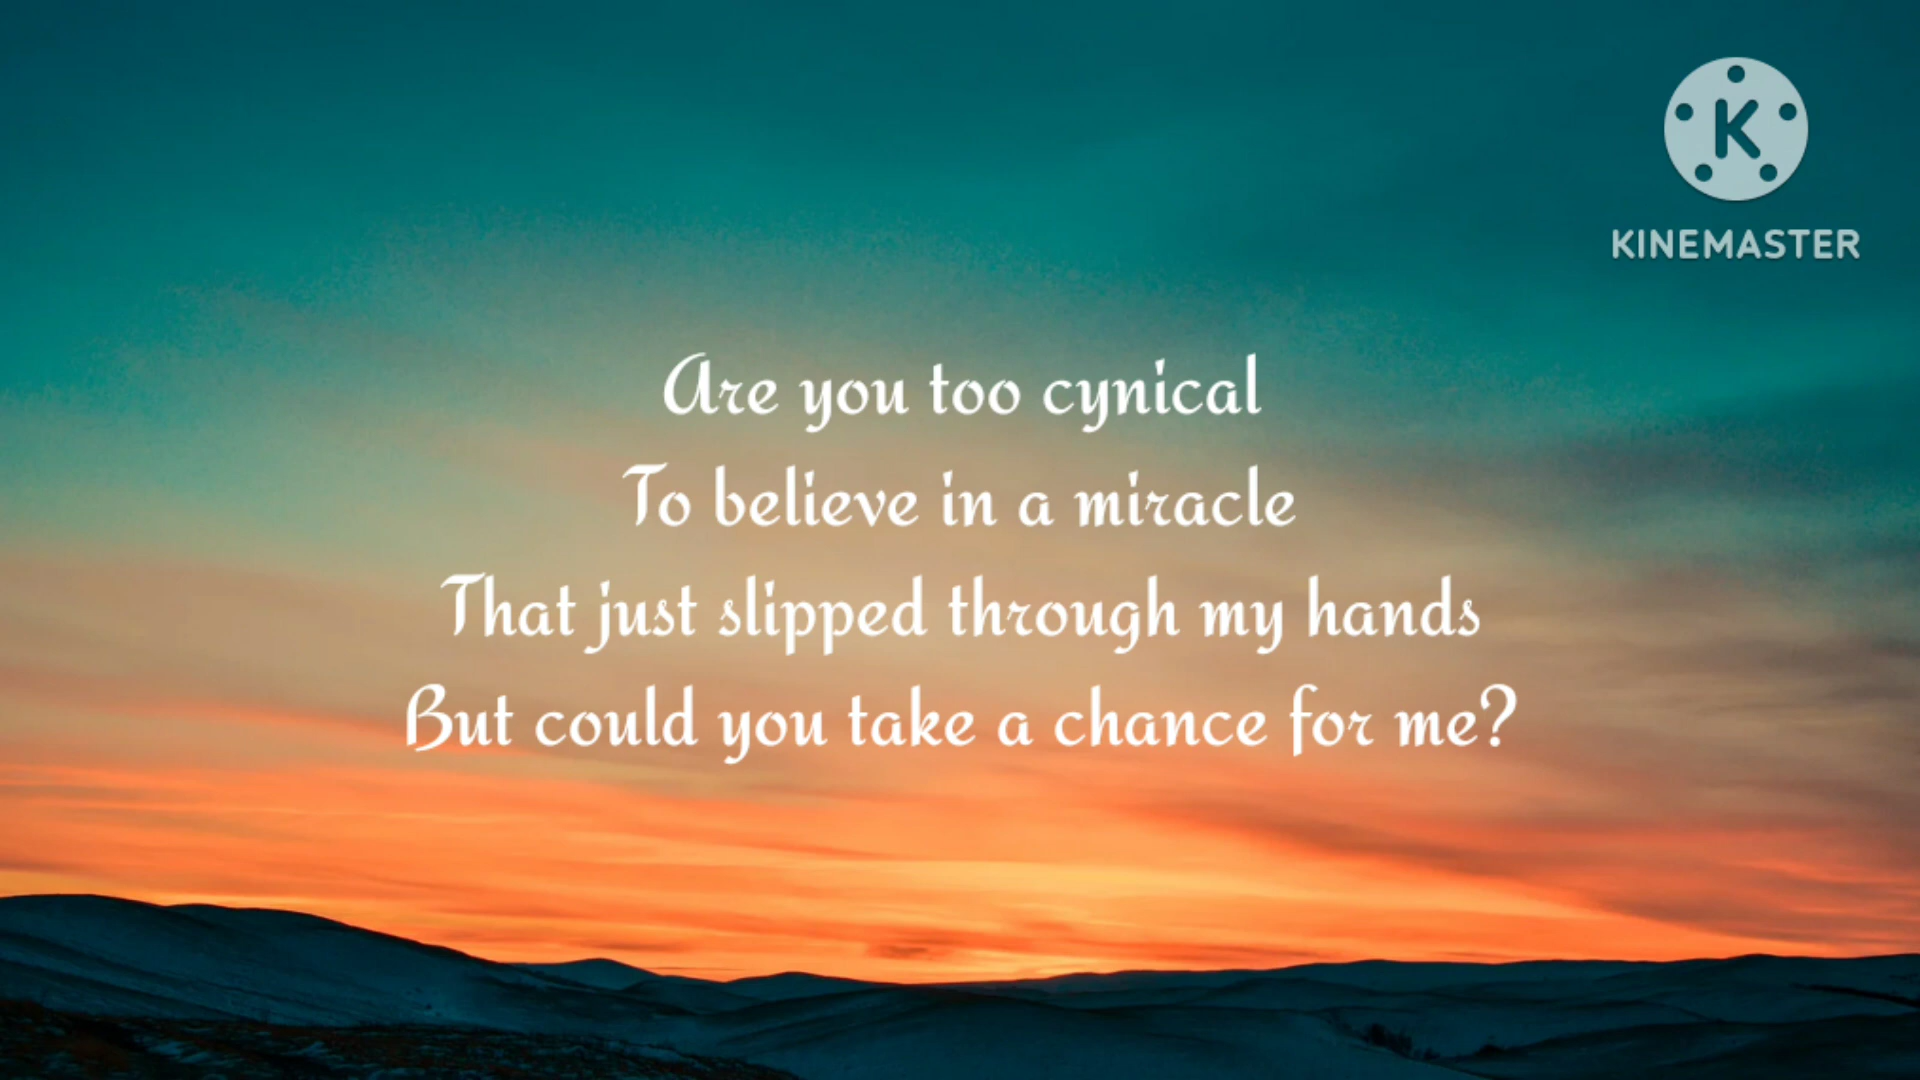 K
KINEMASTER
Are you too cynical
To believe in a miracle
That just slipped through my hands
But could you take a chance for me?